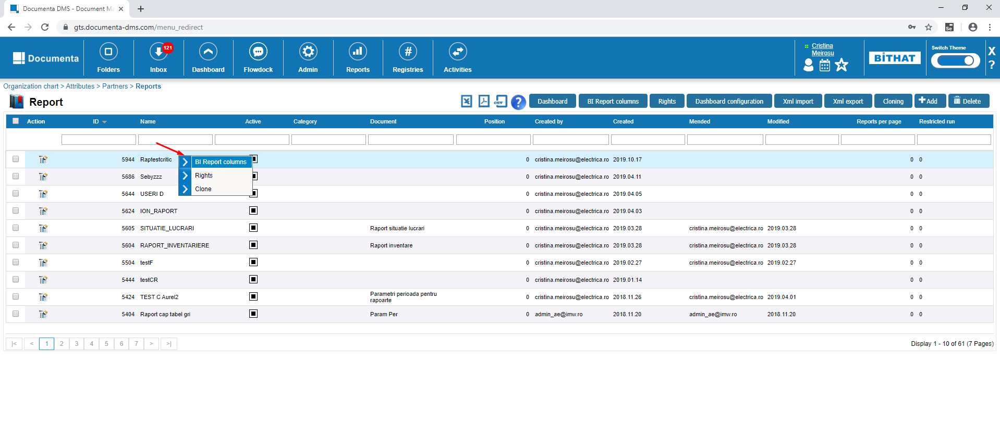 Documenta DMS - Document Ma
gts.documenta-dms.com/menu_redirect
Se
Documenta
Folders
121
Inbox
Dashboard
Flowdock
Admin
Reports
#
Registries
Activities
Cristina
Meirosu
BITHAT
Switch Theme
X
?
Organization chart > Attributes > Partners > Reports
Report
CSV
?
Dashboard
BI Report columns
Rights
Dashboard configuration
Xml import
Xml export
Cloning
Add
Delete
Action ID Name Active Category Document Position Created by Created Mended Modified Reports per page Restricted run
5944 Raptestcritic 0 cristina.meirosu@electrica.ro 2019.10.17 0 0
BI Report columns
Rights
Clone
5686 Sebyzzz 0 cristina.meirosu@electrica.ro 2019.04.11 0 0
5644 USERI D 0 cristina.meirosu@electrica.ro 2019.04.05 0 0
5624 ION_RAPORT 0 cristina.meirosu@electrica.ro 2019.04.03 0 0
5605 SITUATIE_LUCRARI Raport situatie lucrari 0 cristina.meirosu@electrica.ro 2019.03.28 cristina.meirosu@electrica.ro 2019.03.28 0 0
5604 RAPORT_INVENTARIERE Raport inventare 0 cristina.meirosu@electrica.ro 2019.03.28 cristina.meirosu@electrica.ro 2019.03.28 0 0
5504 testF 0 cristina.meirosu@electrica.ro 2019.02.27 cristina.meirosu@electrica.ro 2019.02.27 0 0
5444 testCR 0 cristina.meirosu@electrica.ro 2019.01.14 0 0
5424 TEST C Aurel2 Parametri perioada pentru
rapoarte 0 cristina.meirosu@electrica.ro 2018.11.26 cristina.meirosu@electrica.ro 2019.04.01 0 0
5404 Raport cap tabel gri Param Per 0 admin_ae@imw.ro 2018.11.20 admin_ae@imw.ro 2018.11.20 0 0
|< < 1 2 3 4 5 6 7 > >|
Display 1 - 10 of 61 (7 Pages)